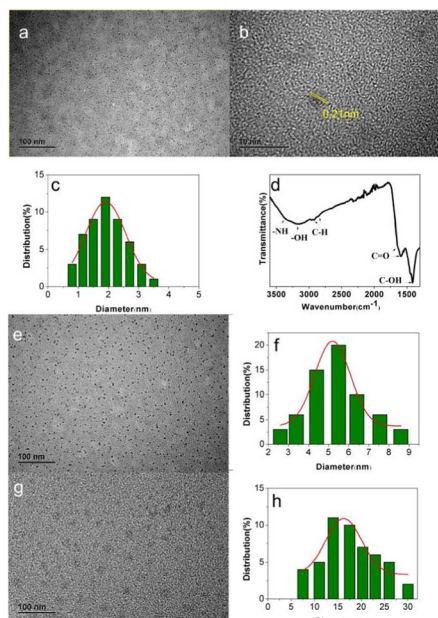 a
100 nm
b
0.21nm
10 nm
c
Distribution(%)
15
10
5
0
0 1 2 3 4 5
Diameter(nm)
d
Transmittance(%)
-NH
-OH
C-H
C=O
C-OH
3500 3000 2500 2000 1500
Wavenumber(cm⁻¹)
e
100 nm
f
Distribution(%)
20
15
10
5
0
2 3 4 5 6 7 8 9
Diameter(nm)
g
100 nm
h
Distribution(%)
15
10
5
0
0 5 10 15 20 25 30